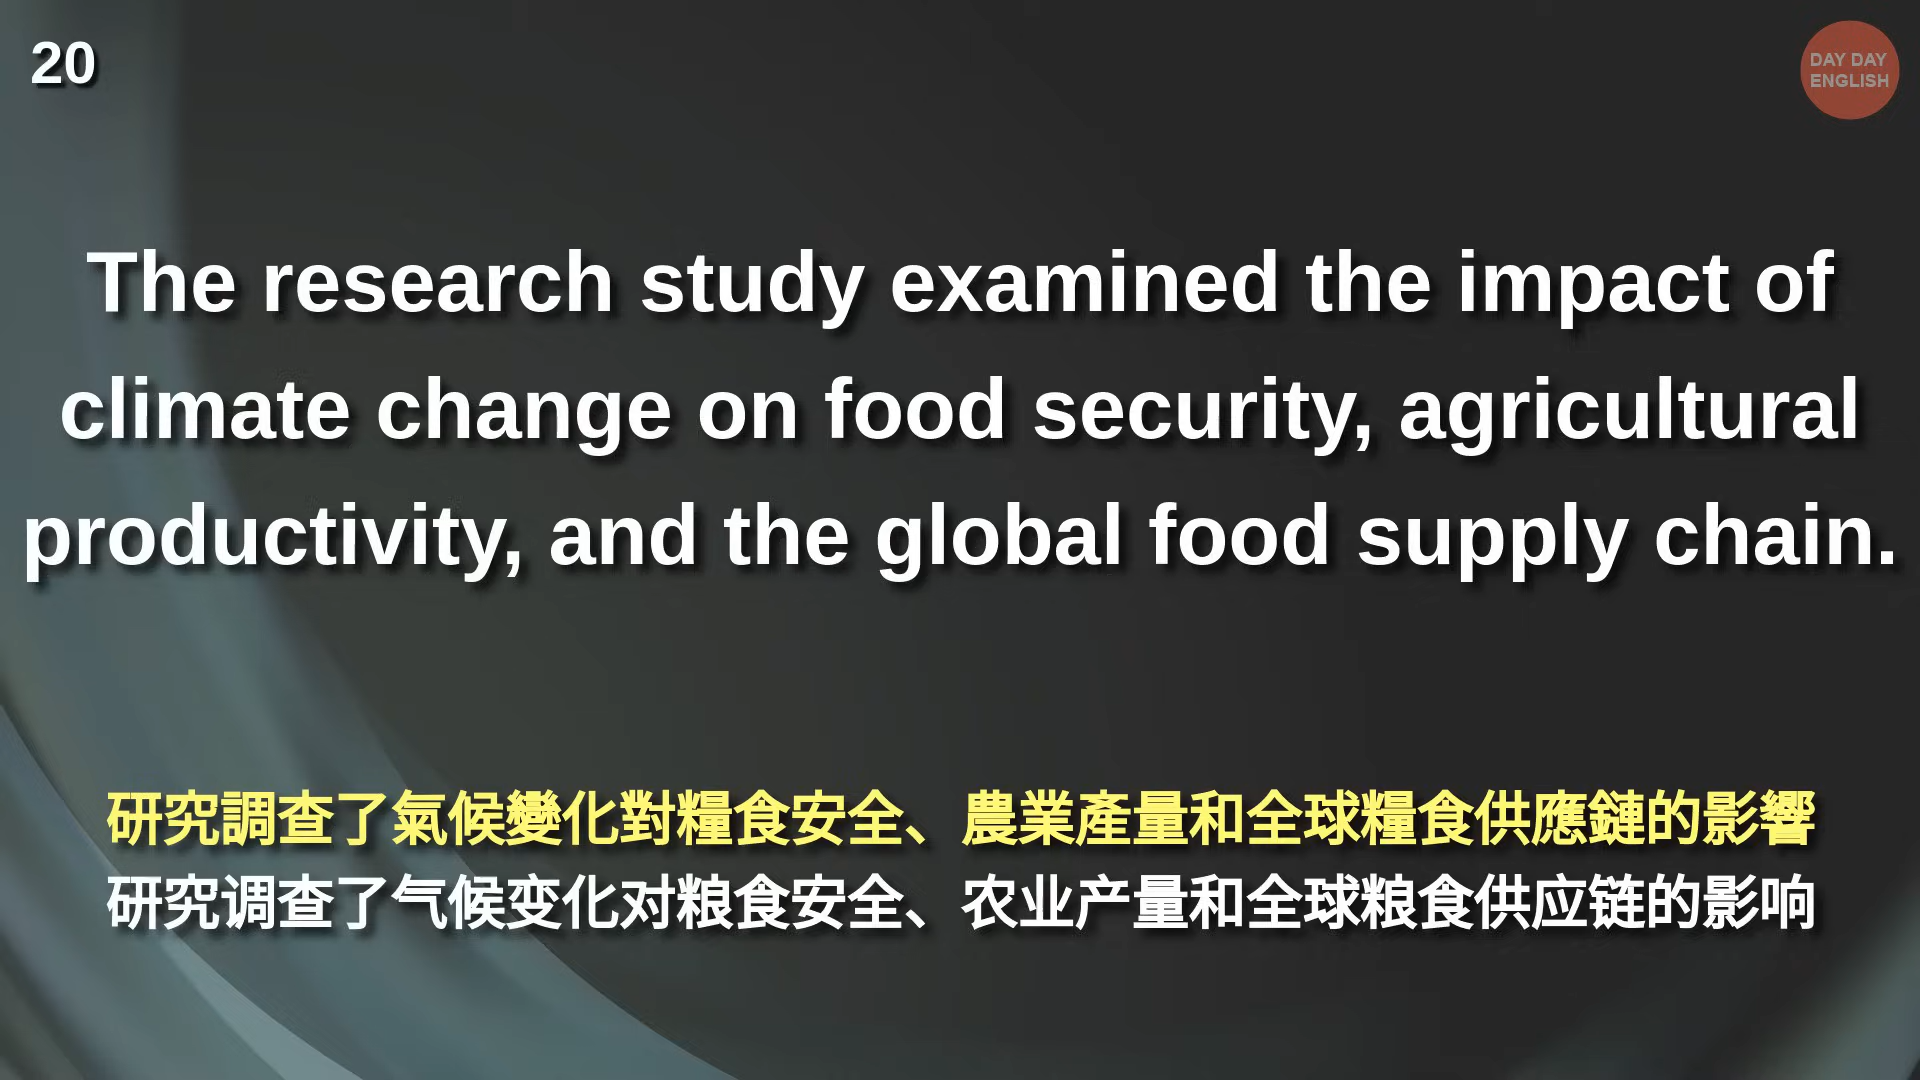 20
DAY DAY
ENGLISH
The research study examined the impact of
climate change on food security, agricultural
productivity, and the global food supply chain.
研究調查了氣候變化對糧食安全、農業產量和全球糧食供應鏈的影響
研究调查了气候变化对粮食安全、农业产量和全球粮食供应链的影响